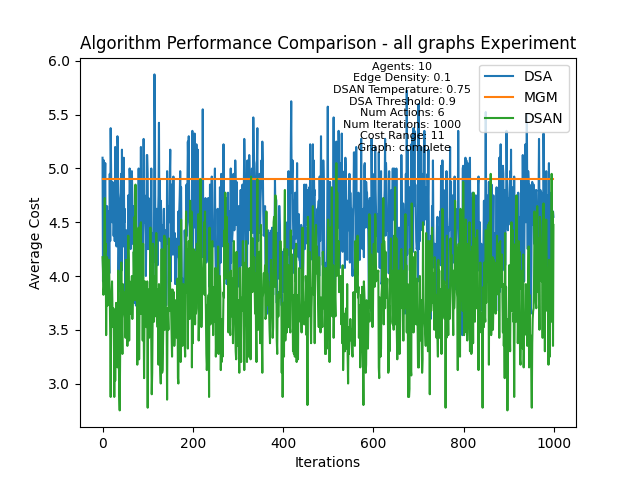 Algorithm Performance Comparison - all graphs Experiment
Agents: 10
Edge Density: 0.1
DSAN Temperature: 0.75
DSA Threshold: 0.9
Num Actions: 6
Num Iterations: 1000
Cost Range: 11
Graph: complete
DSA
MGM
DSAN
6.0
5.5
5.0
4.5
4.0
3.5
3.0
Average Cost
0
200
400
600
800
1000
Iterations